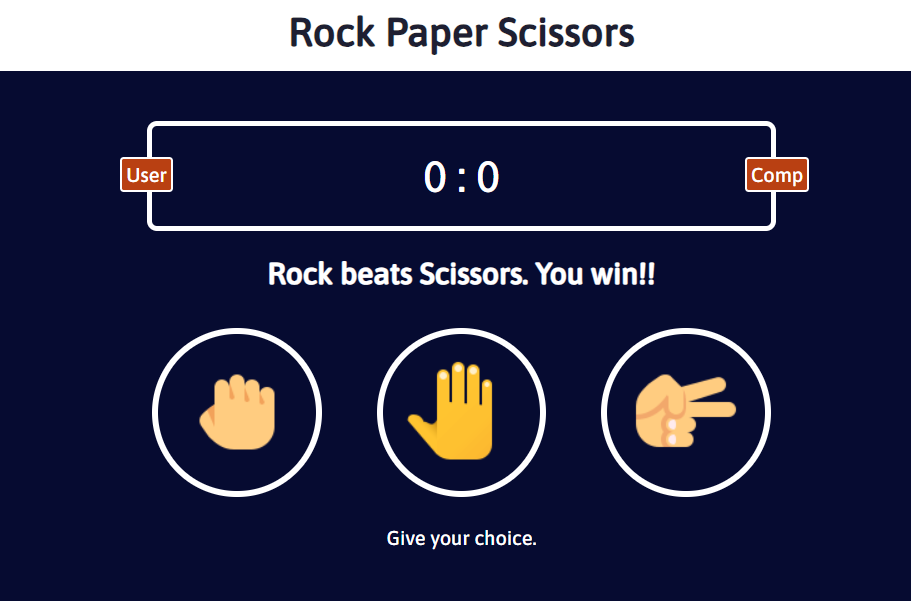 Rock Paper Scissors
User
0 : 0
Comp
Rock beats Scissors. You win!!
Give your choice.